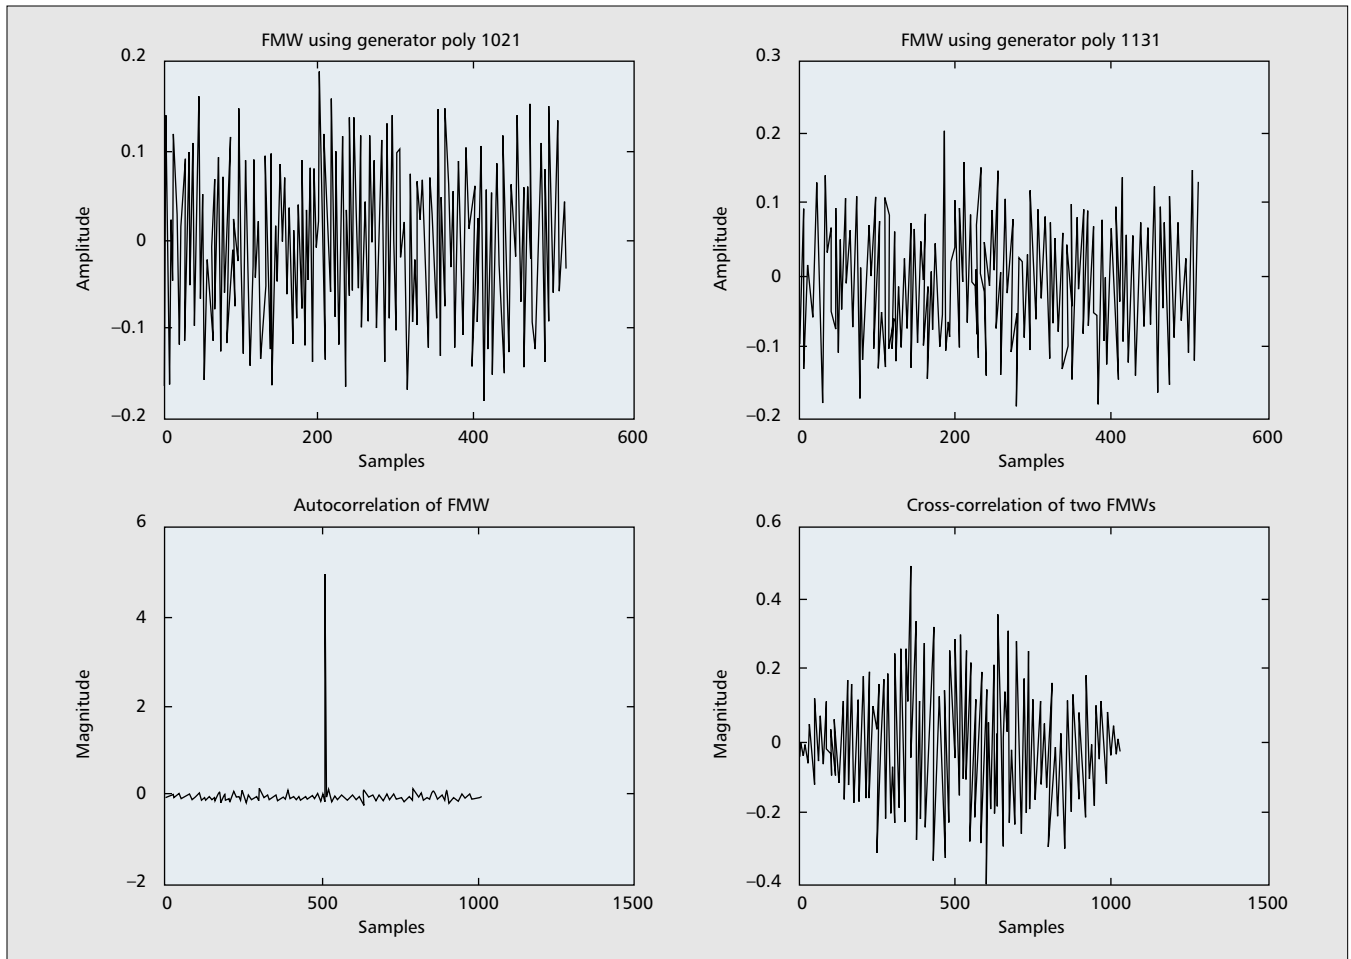 FMW using generator poly 1021
0.2
0.1
0
−0.1
−0.2
Amplitude
0 200 400 600
Samples
FMW using generator poly 1131
0.3
0.2
0.1
0
−0.1
−0.2
Amplitude
0 200 400 600
Samples
Autocorrelation of FMW
6
4
2
0
−2
Magnitude
0 500 1000 1500
Samples
Cross-correlation of two FMWs
0.6
0.4
0.2
0
−0.2
−0.4
Magnitude
0 500 1000 1500
Samples